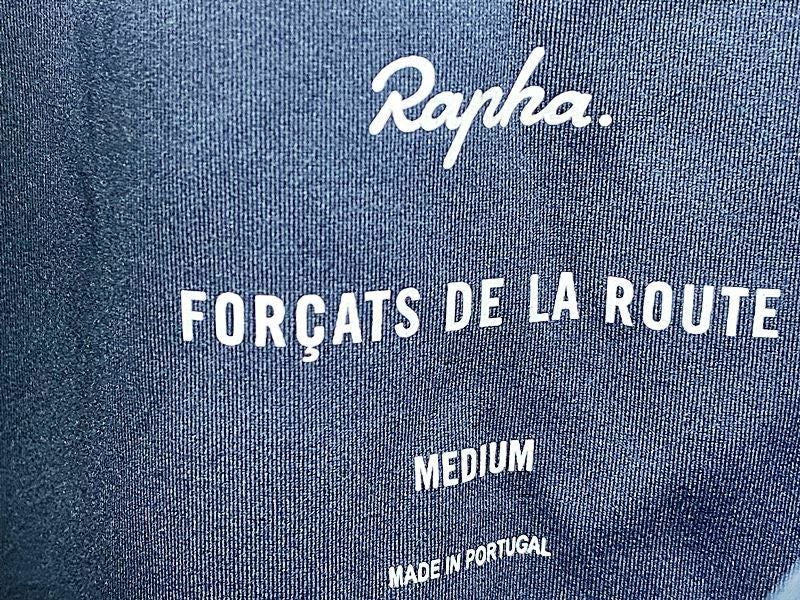 Rapha.
FORÇATS DE LA ROUTE
MEDIUM
MADE IN PORTUGAL